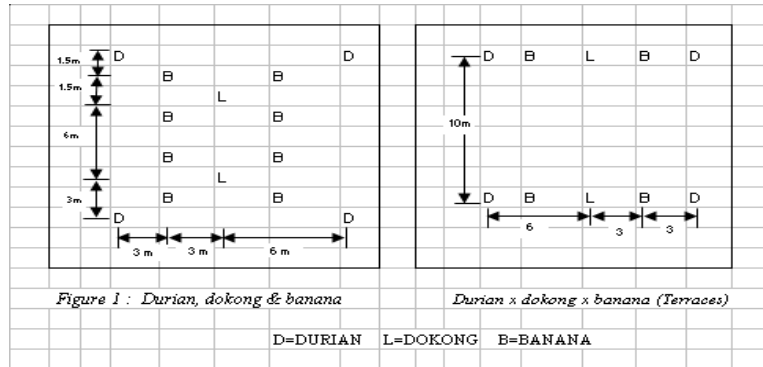 D D D B L B D
1.5m
B B
1.5m
L
10m
B B
6m
B B
L
3m
B B D B L B D
D D
6 3 3
3 m 3 m 6 m
Figure 1 : Durian, dokong & banana
Durian x dokong x banana (Terraces)
D=DURIAN L=DOKONG B=BANANA